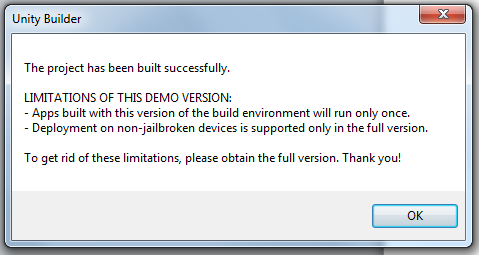 Unity Builder
The project has been built successfully.
LIMITATIONS OF THIS DEMO VERSION:
- Apps built with this version of the build environment will run only once.
- Deployment on non-jailbroken devices is supported only in the full version.
To get rid of these limitations, please obtain the full version. Thank you!
OK